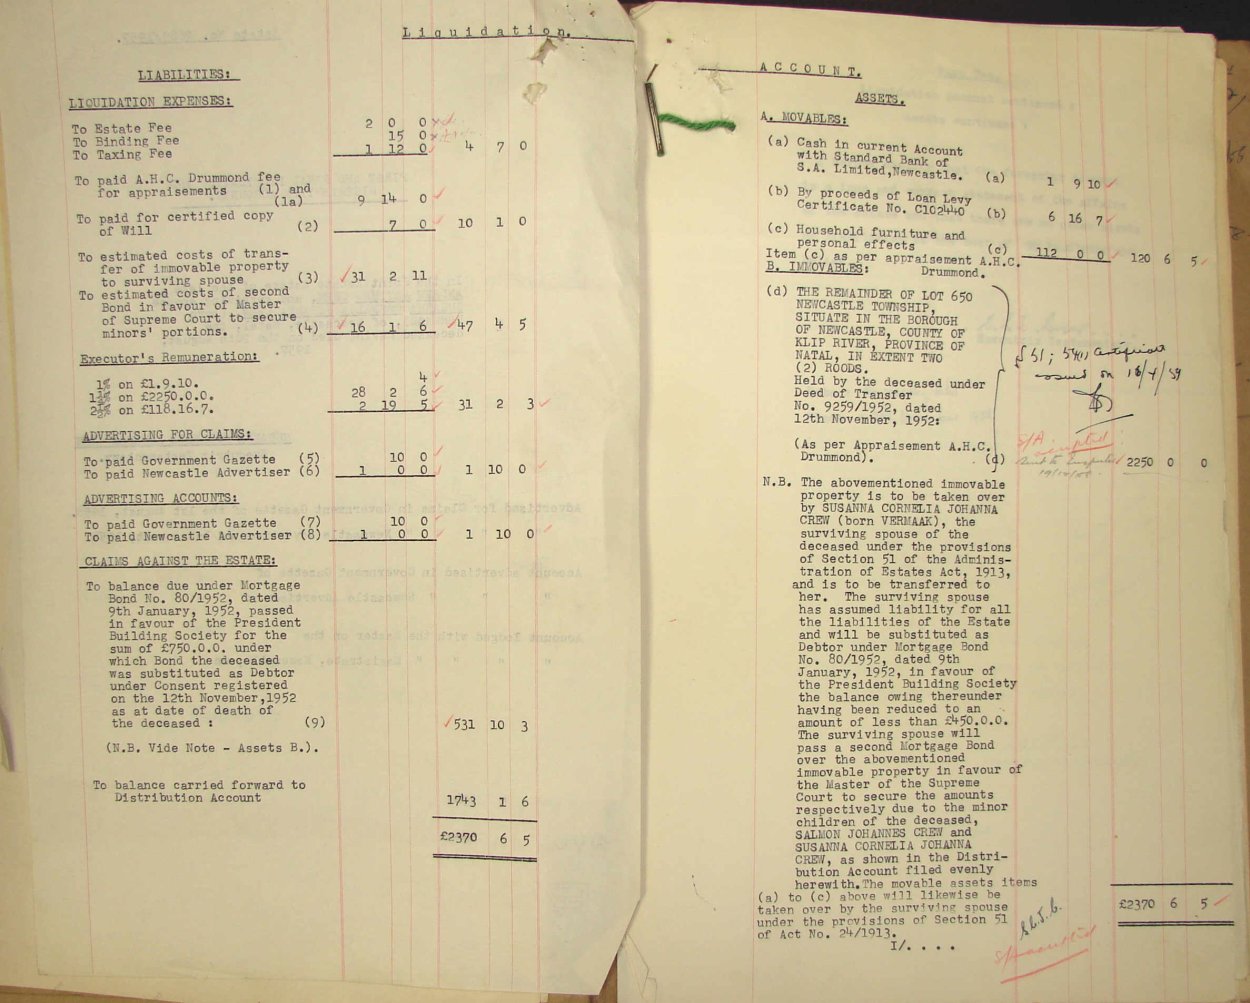 Liquidation.
LIABILITIES:
LIQUIDATION EXPENSES:
To Estate Fee 2 0 0
To Binding Fee 15 0
To Taxing Fee 1 12 0 4 7 0
To paid A.H.C. Drummond fee
for appraisements (1) and
(1a) 9 14 0
To paid for certified copy
of Will (2) 7 0 10 1 0
To estimated costs of trans-
fer of immovable property
to surviving spouse (3) 31 2 11
To estimated costs of second
Bond in favour of Master
of Supreme Court to secure
minors' portions. (4) 16 1 6 47 4 5
Executor's Remuneration:
1% on £1.9.10. 4
1¼% on £2250.0.0. 28 2 6
2½% on £118.16.7. 2 19 5 31 2 3
ADVERTISING FOR CLAIMS:
To paid Government Gazette (5) 10 0
To paid Newcastle Advertiser (6) 1 0 0 1 10 0
ADVERTISING ACCOUNTS:
To paid Government Gazette (7) 10 0
To paid Newcastle Advertiser (8) 1 0 0 1 10 0
CLAIMS AGAINST THE ESTATE:
To balance due under Mortgage
Bond No. 80/1952, dated
9th January, 1952, passed
in favour of the President
Building Society for the
sum of £750.0.0. under
which Bond the deceased
was substituted as Debtor
under Consent registered
on the 12th November,1952
as at date of death of
the deceased : (9) 531 10 3
(N.B. Vide Note - Assets B.).
To balance carried forward to
Distribution Account 1743 1 6
£2370 6 5
ACCOUNT.
ASSETS.
A. MOVABLES:
(a) Cash in current Account
with Standard Bank of
S.A. Limited,Newcastle. (a) 1 9 10
(b) By proceeds of Loan Levy
Certificate No. C102440 (b) 6 16 7
(c) Household furniture and
personal effects (c) 112 0 0 120 6 5
Item (c) as per appraisement A.H.C.
B. IMMOVABLES: Drummond.
(d) THE REMAINDER OF LOT 650
NEWCASTLE TOWNSHIP,
SITUATE IN THE BOROUGH
OF NEWCASTLE, COUNTY OF
KLIP RIVER, PROVINCE OF
NATAL, IN EXTENT TWO
(2) ROODS.
Held by the deceased under
Deed of Transfer
No. 9259/1952, dated
12th November, 1952:
(As per Appraisement A.H.C.
Drummond). (d) 2250 0 0
certificate
issued on 18/4/59
S/A accepted
N.B. The abovementioned immovable
property is to be taken over
by SUSANNA CORNELIA JOHANNA
CREW (born VERMAAK), the
surviving spouse of the
deceased under the provisions
of Section 51 of the Adminis-
tration of Estates Act, 1913,
and is to be transferred to
her. The surviving spouse
has assumed liability for all
the liabilities of the Estate
and will be substituted as
Debtor under Mortgage Bond
No. 80/1952, dated 9th
January, 1952, in favour of
the President Building Society
the balance owing thereunder
having been reduced to an
amount of less than £450.0.0.
The surviving spouse will
pass a second Mortgage Bond
over the abovementioned
immovable property in favour of
the Master of the Supreme
Court to secure the amounts
respectively due to the minor
children of the deceased,
SALMON JOHANNES CREW and
SUSANNA CORNELIA JOHANNA
CREW, as shown in the Distri-
bution Account filed evenly
herewith.The movable assets items
(a) to (c) above will likewise be
taken over by the surviving spouse
under the provisions of Section 51
of Act No. 24/1913.
£2370 6 5
1/. . . .
S/A accepted